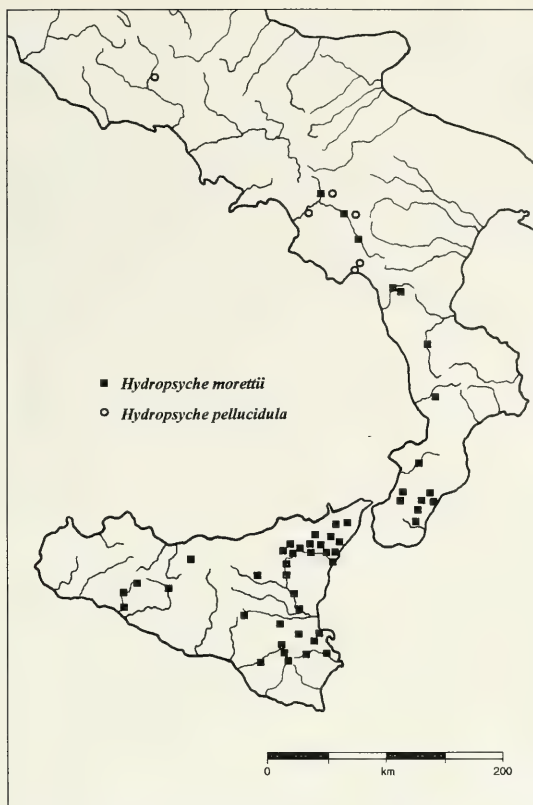 ■ Hydropsyche morettii
○ Hydropsyche pellucidula
0 km 200